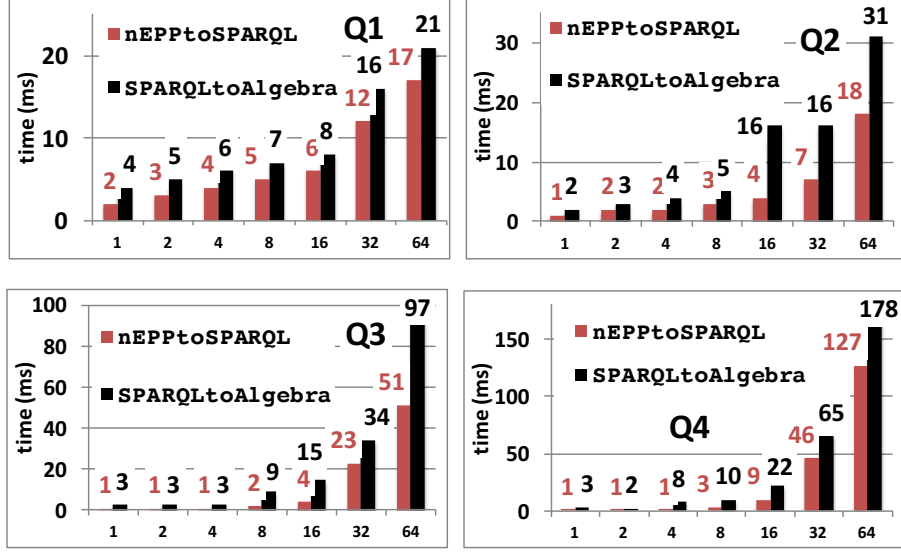 nEPPtoSPARQL Q1 21
20
16 17
SPARQLtoAlgebra
12
time (ms)
10
2 4 3 5 4 6 5 7 6 8
0
1 2 4 8 16 32 64
nEPPtoSPARQL Q2 31
30
SPARQLtoAlgebra
20
16 16 18
time (ms)
10
1 2 2 3 2 4 3 5 4 7
0
1 2 4 8 16 32 64
100 97
nEPPtoSPARQL Q3
80
SPARQLtoAlgebra
60
51
time (ms)
40
34
23
20
15
1 3 1 3 1 3 2 9 4
0
1 2 4 8 16 32 64
178
150
nEPPtoSPARQL 127
SPARQLtoAlgebra
100
time (ms)
Q4
65
50
46
1 3 1 2 1 8 3 10 9 22
0
1 2 4 8 16 32 64